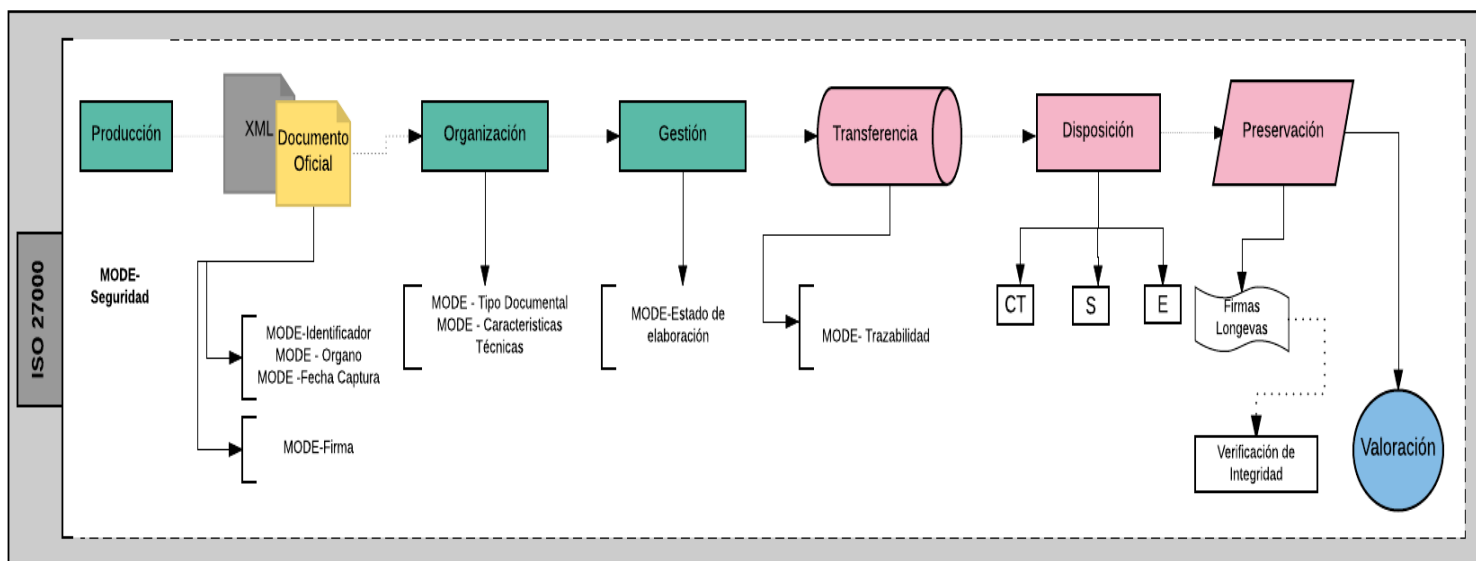 ISO 27000
Producción
XML
Documento
Oficial
Organización
Gestión
Transferencia
Disposición
Preservación
MODE-
Seguridad
MODE-Identificador
MODE - Organo
MODE -Fecha Captura
MODE-Firma
MODE - Tipo Documental
MODE - Caracteristicas
Técnicas
MODE-Estado de
elaboración
MODE- Trazabilidad
CT
S
E
Firmas
Longevas
Verificación de
Integridad
Valoración